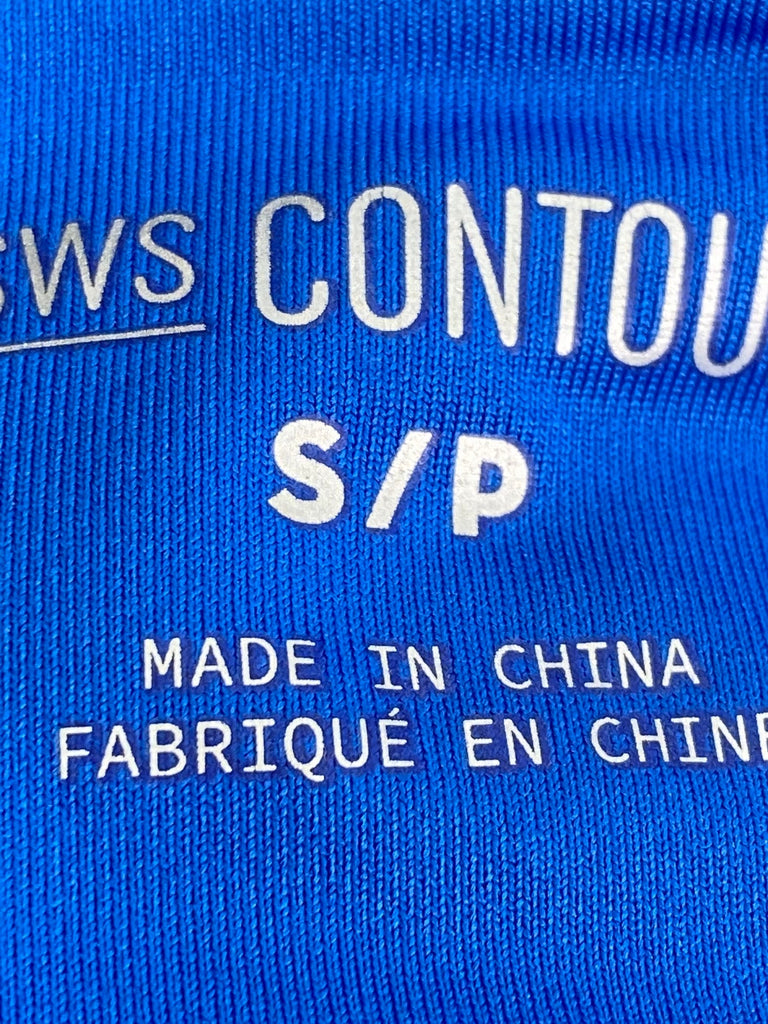 SWS CONTOU
S/P
MADE IN CHINA
FABRIQUÉ EN CHINE